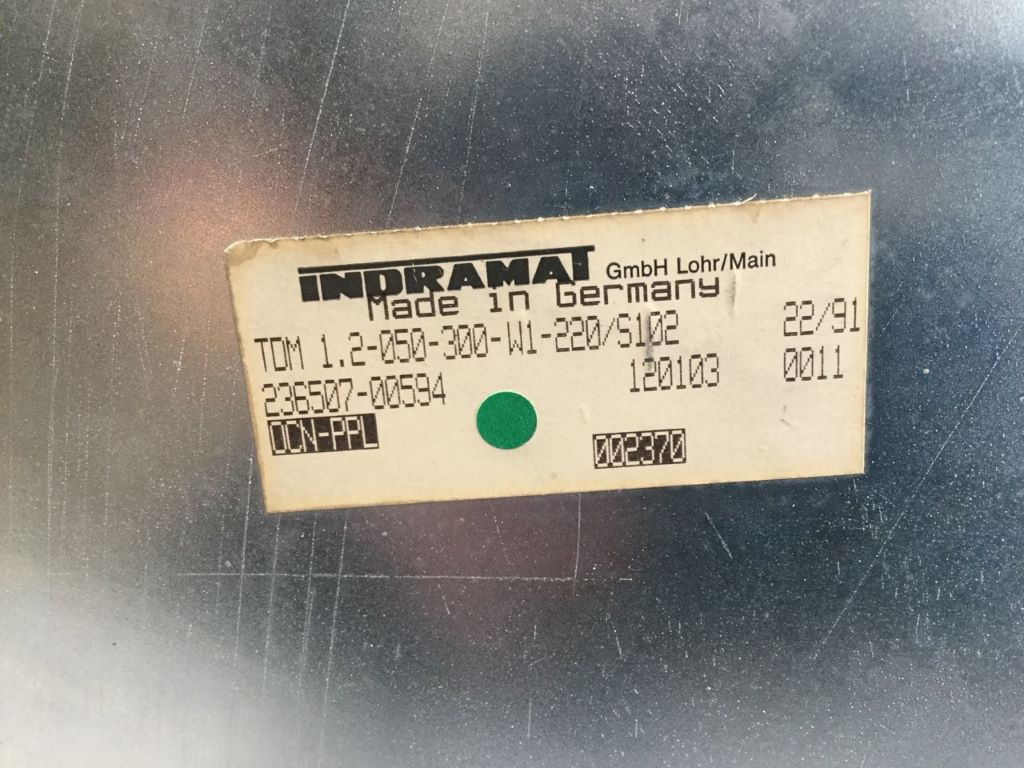 INDRAMAT GmbH Lohr/Main
Made in Germany
TDM 1.2-050-300-W1-220/S102 22/91
236507-00594 120103 0011
OCN-PPL 002370